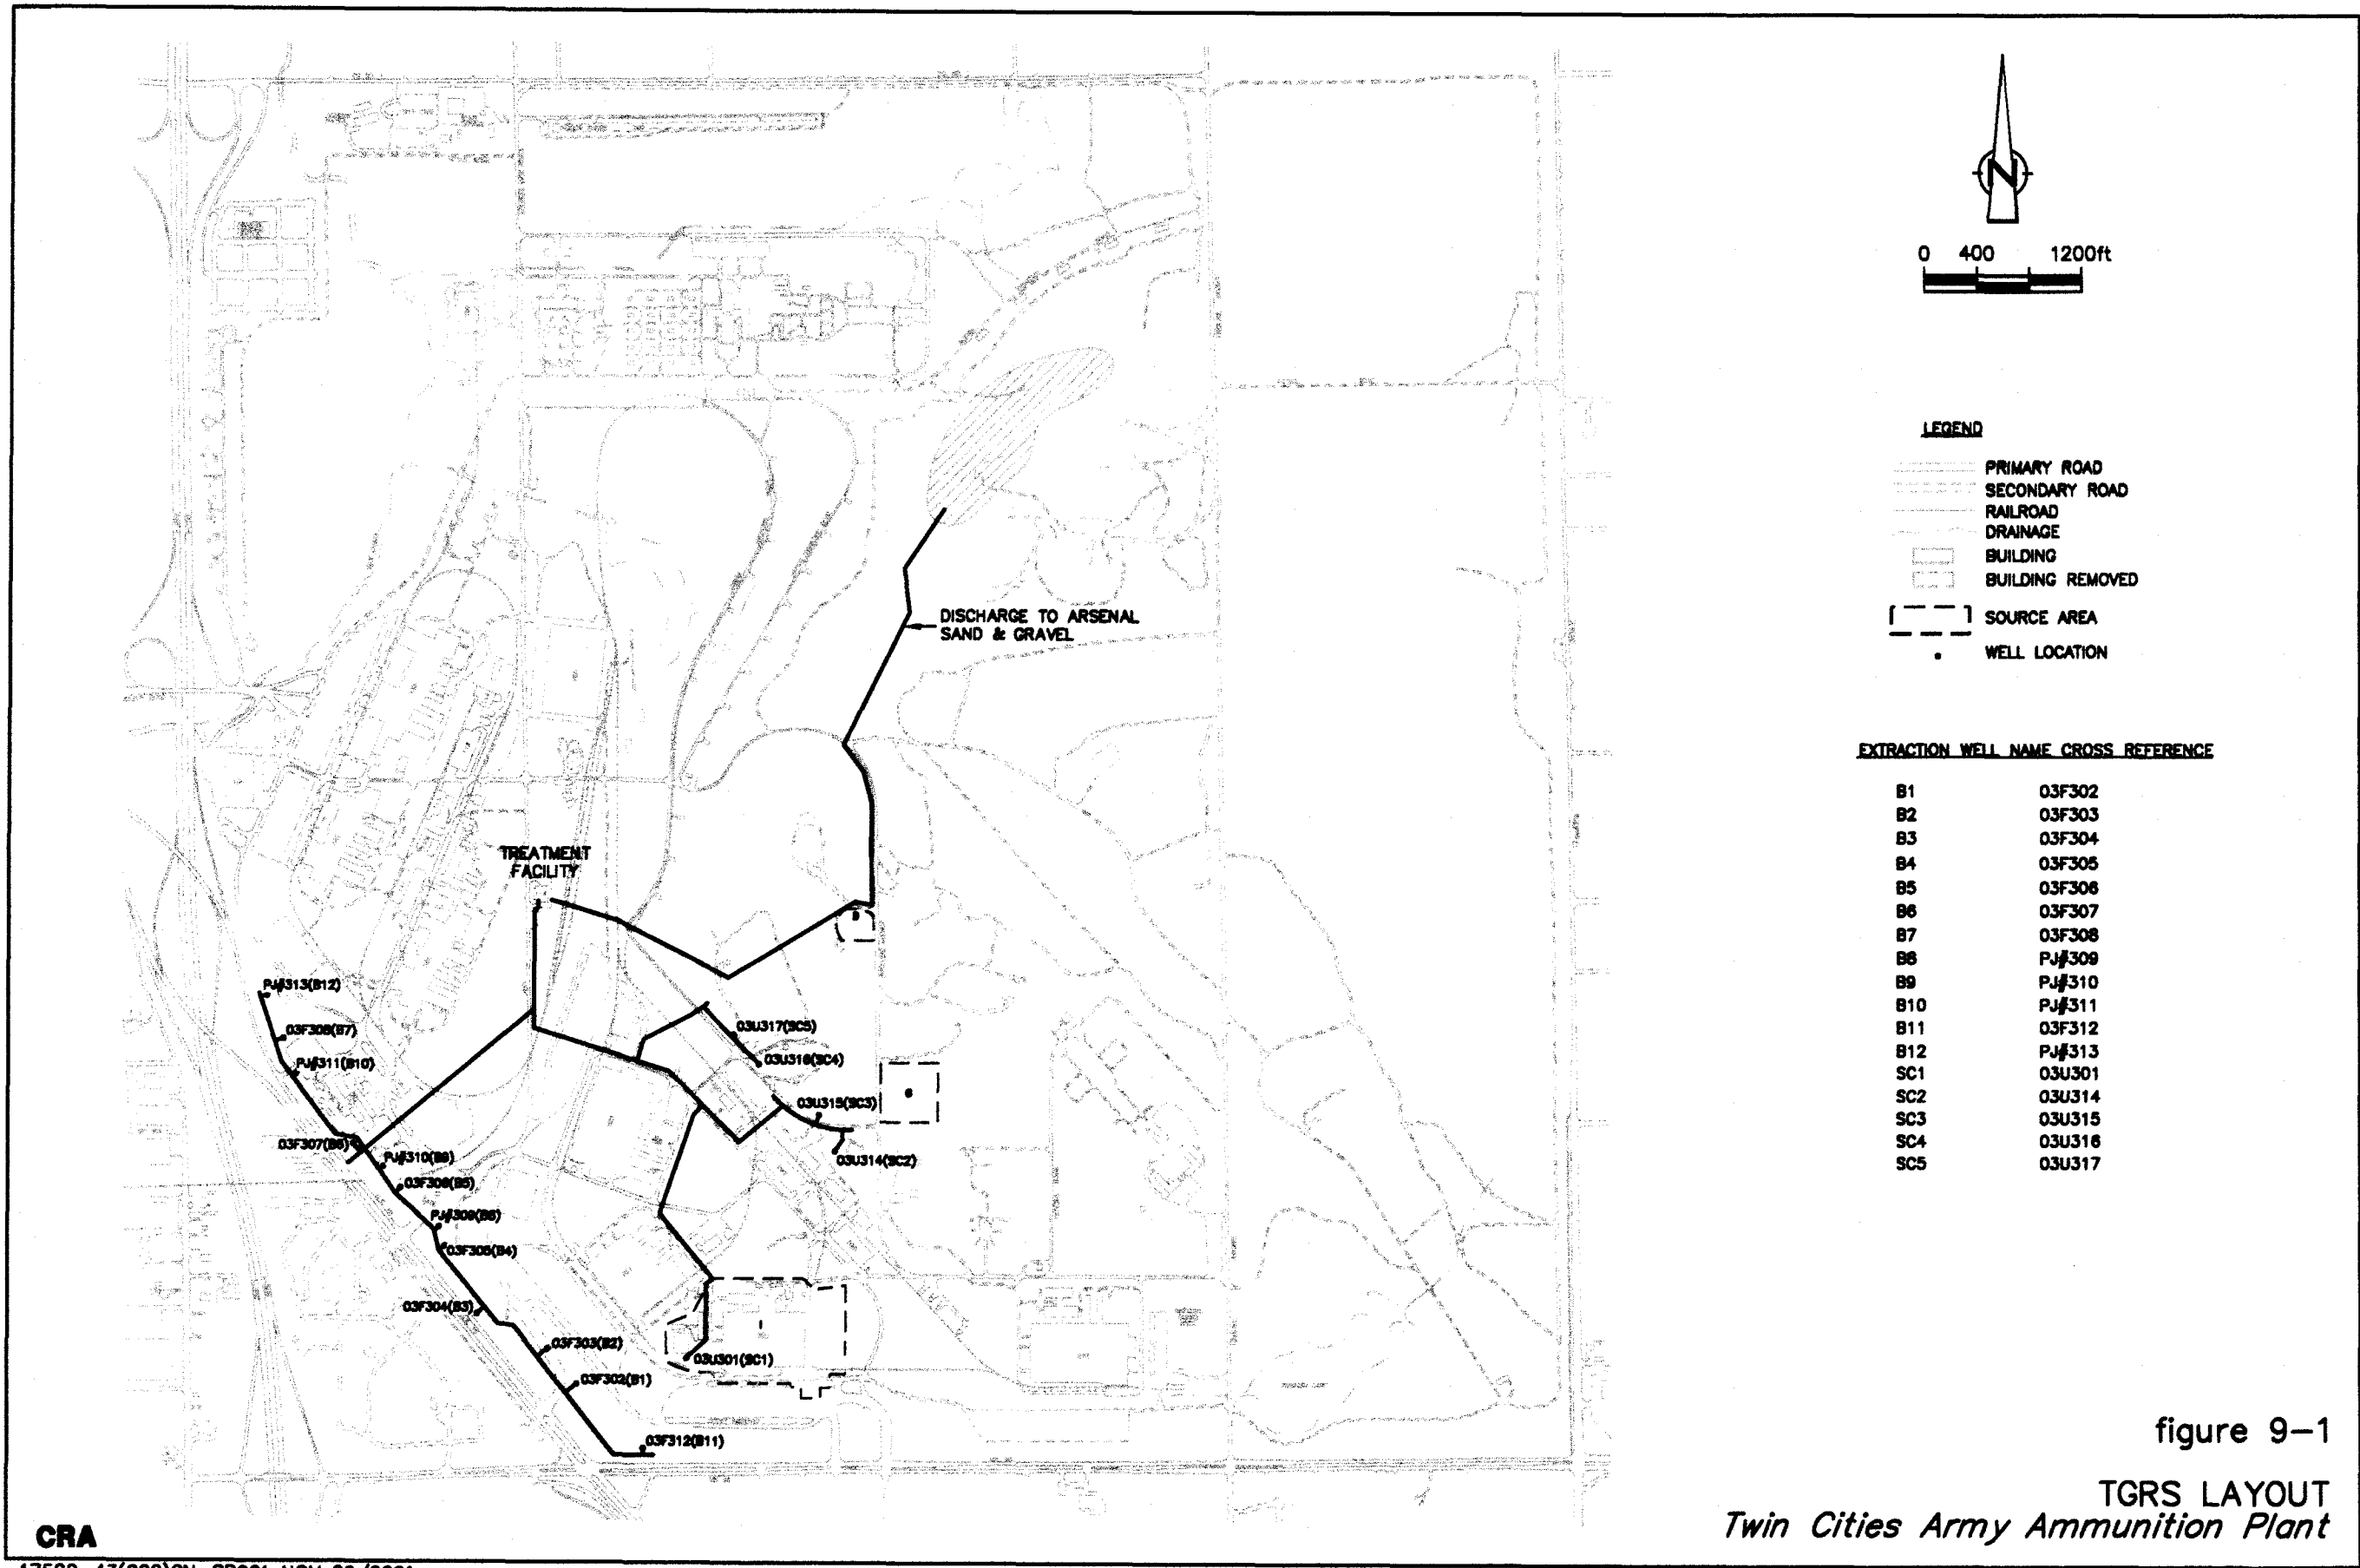 0 400 1200ft
LEGEND
PRIMARY ROAD
SECONDARY ROAD
RAILROAD
DRAINAGE
BUILDING
BUILDING REMOVED
SOURCE AREA
WELL LOCATION
EXTRACTION WELL NAME CROSS REFERENCE
B1 03F302
B2 03F303
B3 03F304
B4 03F305
B5 03F306
B6 03F307
B7 03F308
B8 PJ#309
B9 PJ#310
B10 PJ#311
B11 03F312
B12 PJ#313
SC1 03U301
SC2 03U314
SC3 03U315
SC4 03U316
SC5 03U317
N
DISCHARGE TO ARSENAL
SAND & GRAVEL
TREATMENT
FACILITY
PJ#313(B12)
03F308(B7)
PJ#311(B10)
03F307(B6)
PJ#310(B9)
03F306(B5)
PJ#309(B8)
03F305(B4)
03F304(B3)
03F303(B2)
03F302(B1)
03F312(B11)
03U317(SC5)
03U316(SC4)
03U315(SC3)
03U314(SC2)
03U301(SC1)
figure 9-1
TGRS LAYOUT
Twin Cities Army Ammunition Plant
CRA